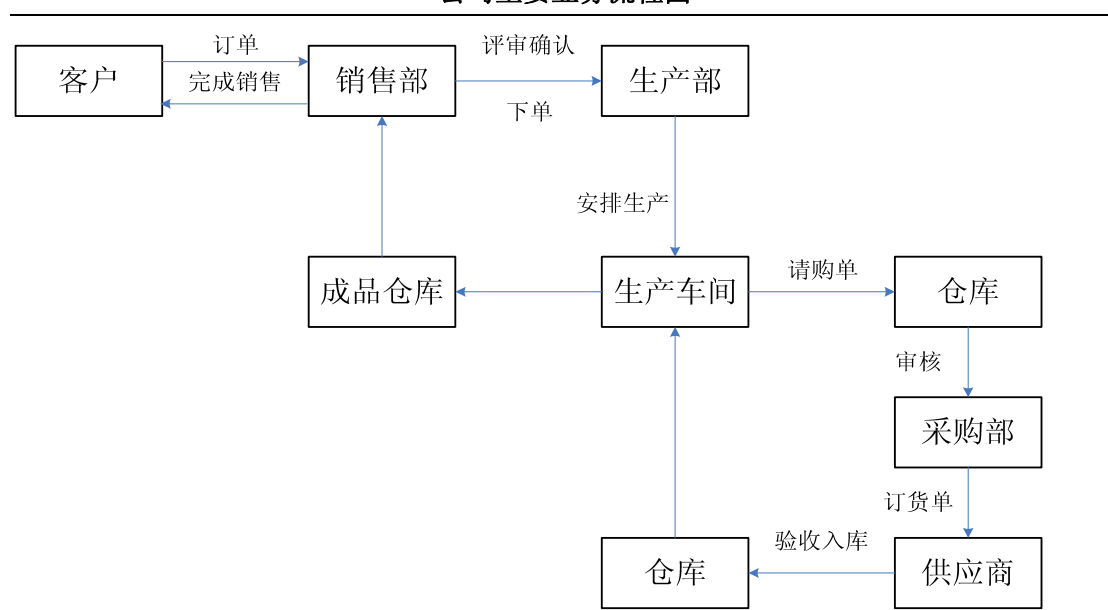 订单
评审确认
客户
完成销售
销售部
生产部
下单
安排生产
成品仓库
生产车间
请购单
仓库
审核
采购部
订货单
验收入库
仓库
供应商